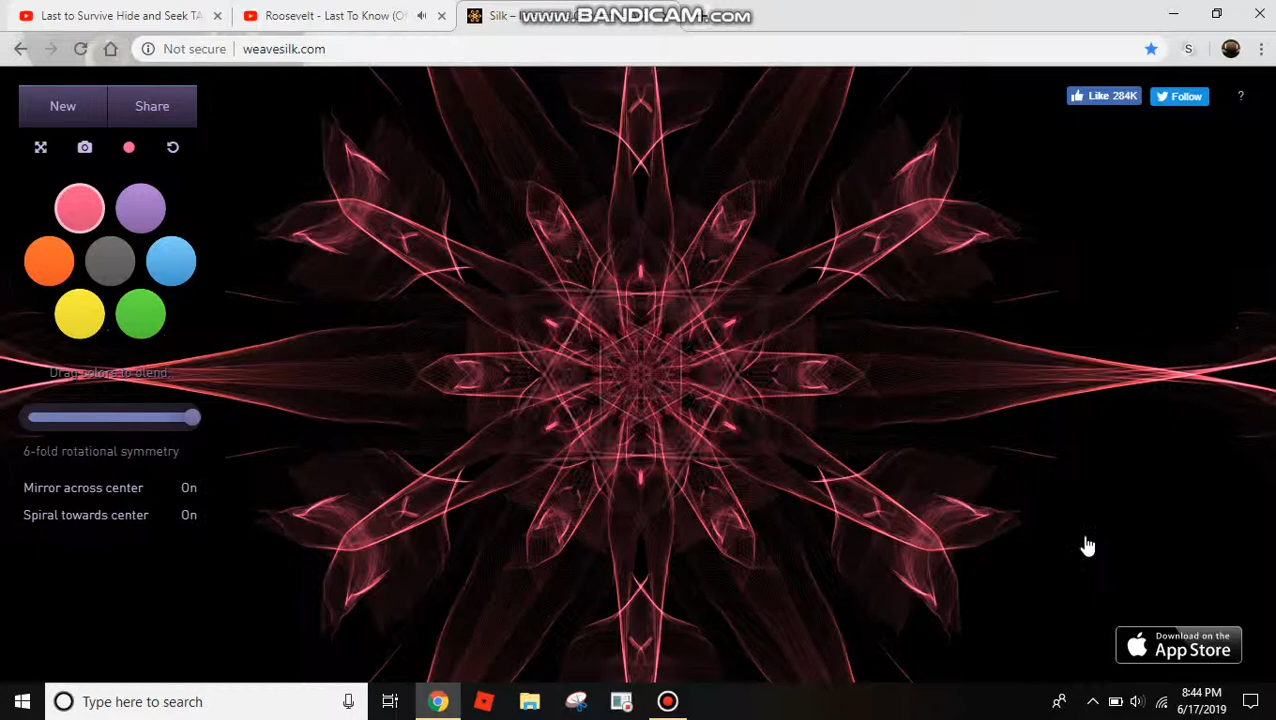 Last to Survive Hide and Seek TA
Roosevelt - Last To Know (O
Silk –
www.BANDICAM.com
Not secure
weavesilk.com
S
New
Share
Like 284K
Follow
?
Drag colors to blend.
6-fold rotational symmetry
Mirror across center On
Spiral towards center On
Download on the
App Store
Type here to search
8:44 PM
6/17/2019